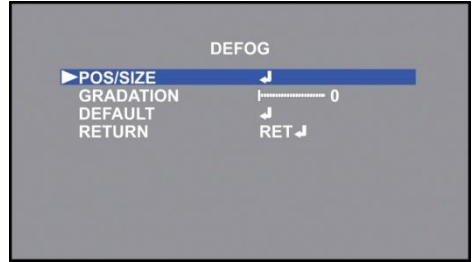 DEFOG
►POS/SIZE ↲
GRADATION 0
DEFAULT ↲
RETURN RET↲